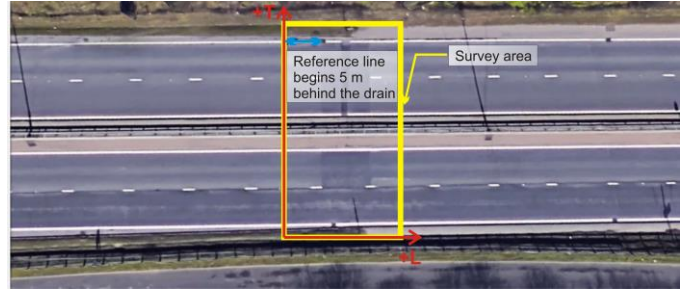 +T
Reference line
begins 5 m
behind the drain
Survey area
+L